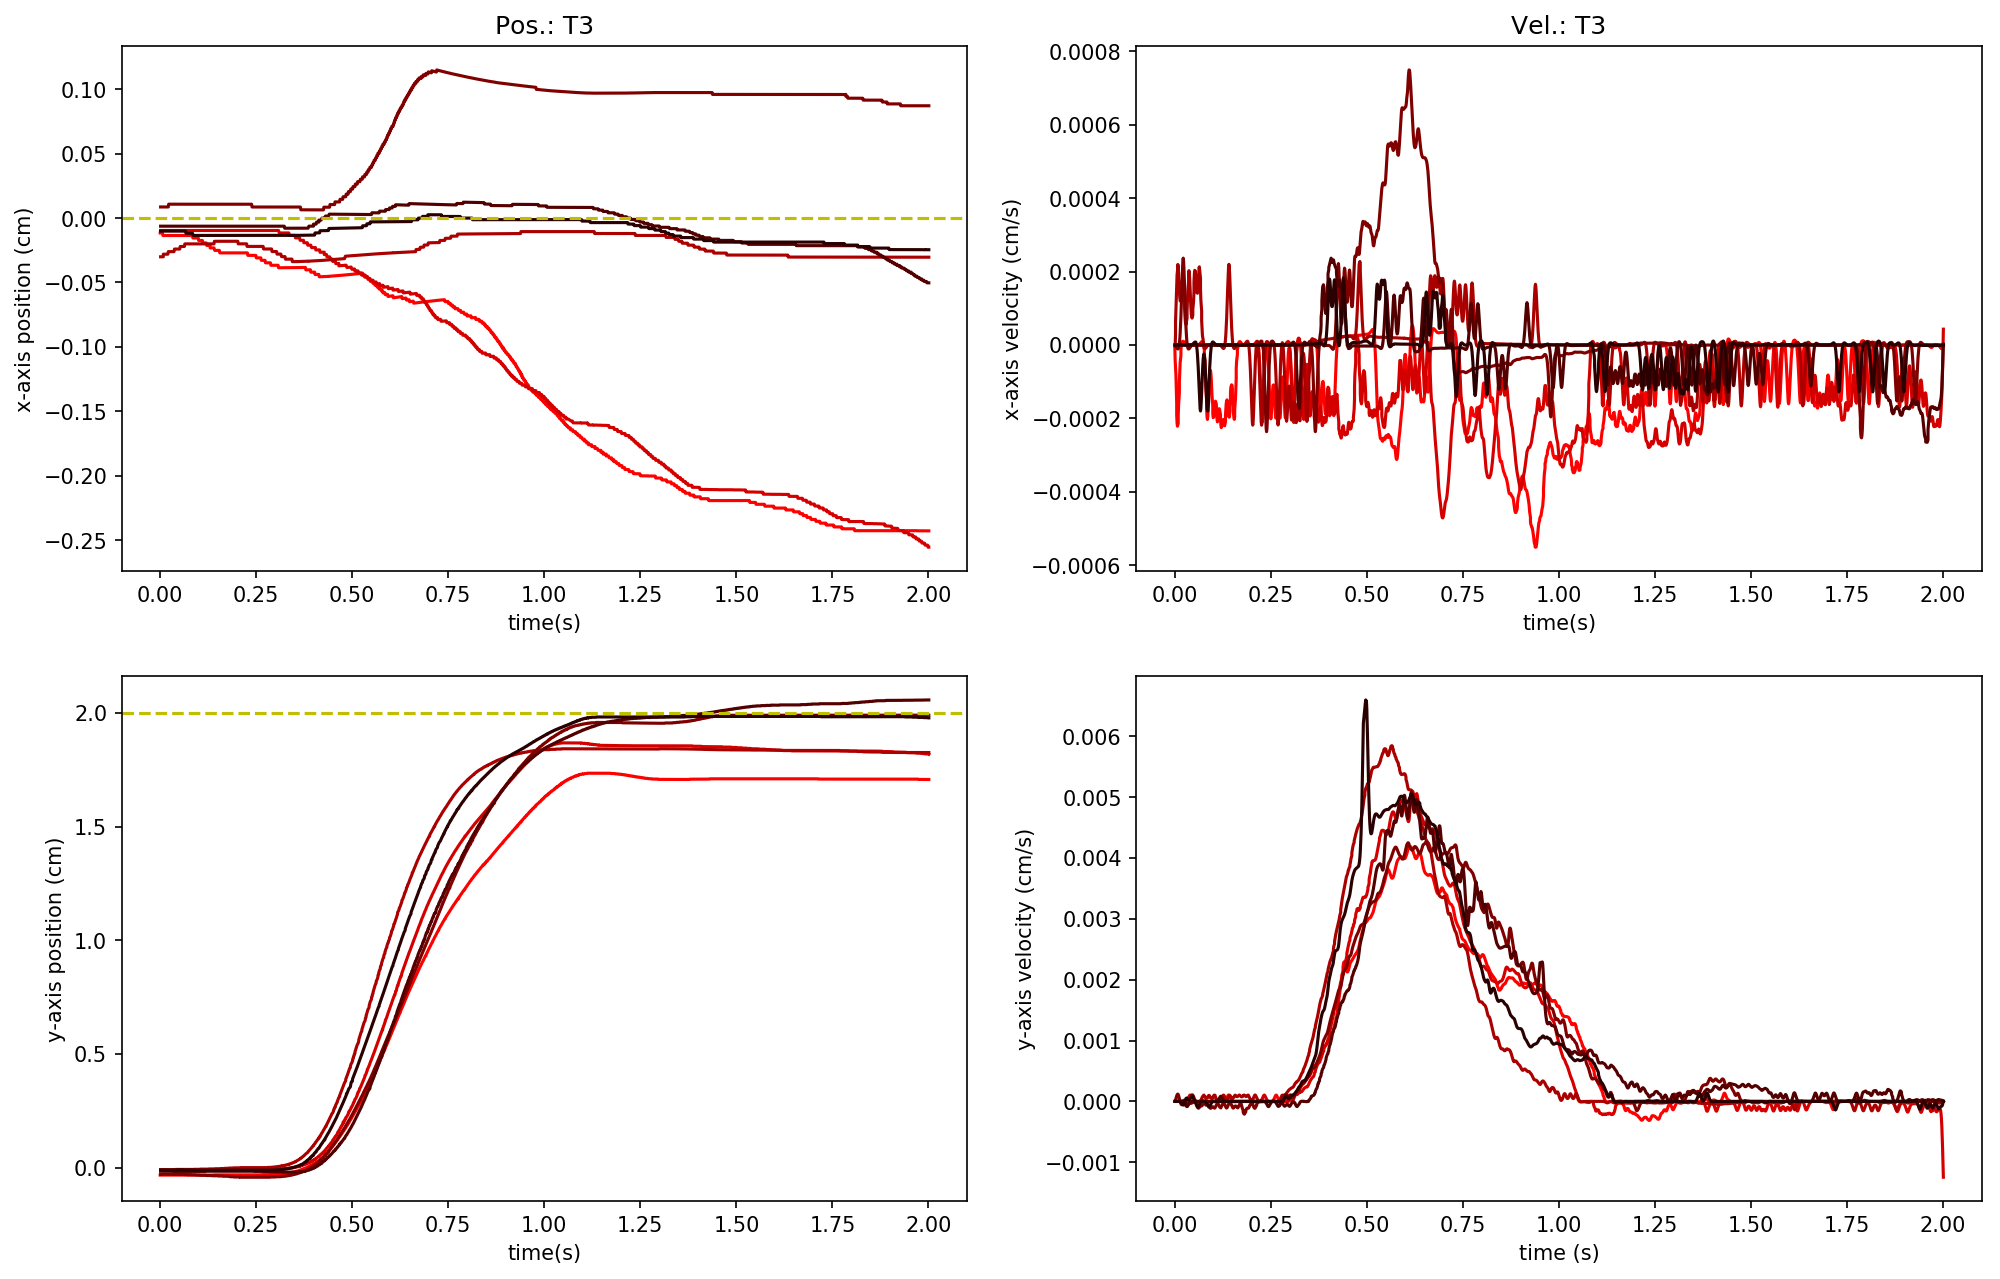 Pos.: T3
x-axis position (cm)
0.10
0.05
0.00
−0.05
−0.10
−0.15
−0.20
−0.25
0.00 0.25 0.50 0.75 1.00 1.25 1.50 1.75 2.00
time(s)
Vel.: T3
x-axis velocity (cm/s)
0.0008
0.0006
0.0004
0.0002
0.0000
−0.0002
−0.0004
−0.0006
0.00 0.25 0.50 0.75 1.00 1.25 1.50 1.75 2.00
time(s)
y-axis position (cm)
2.0
1.5
1.0
0.5
0.0
0.00 0.25 0.50 0.75 1.00 1.25 1.50 1.75 2.00
time(s)
y-axis velocity (cm/s)
0.006
0.005
0.004
0.003
0.002
0.001
0.000
−0.001
0.00 0.25 0.50 0.75 1.00 1.25 1.50 1.75 2.00
time (s)